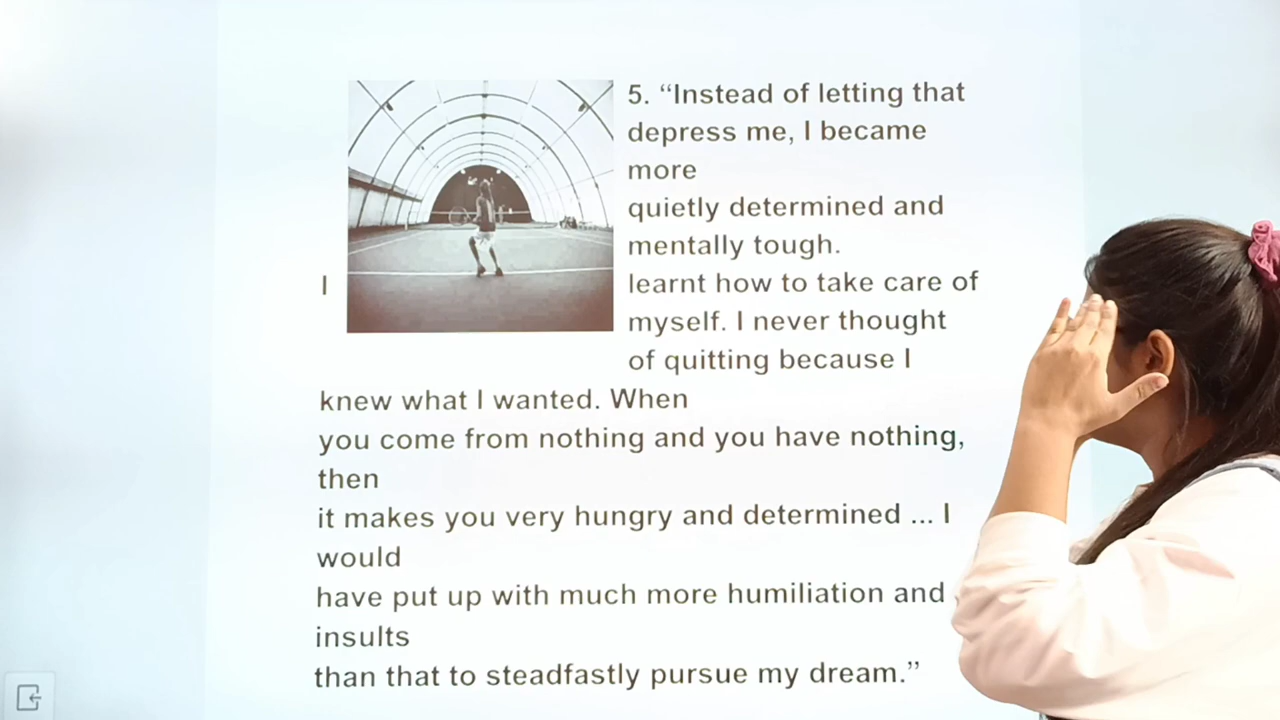 5. “Instead of letting that
depress me, I became
more
quietly determined and
mentally tough.
I learnt how to take care of
myself. I never thought
of quitting because I
knew what I wanted. When
you come from nothing and you have nothing,
then
it makes you very hungry and determined ... I
would
have put up with much more humiliation and
insults
than that to steadfastly pursue my dream.”